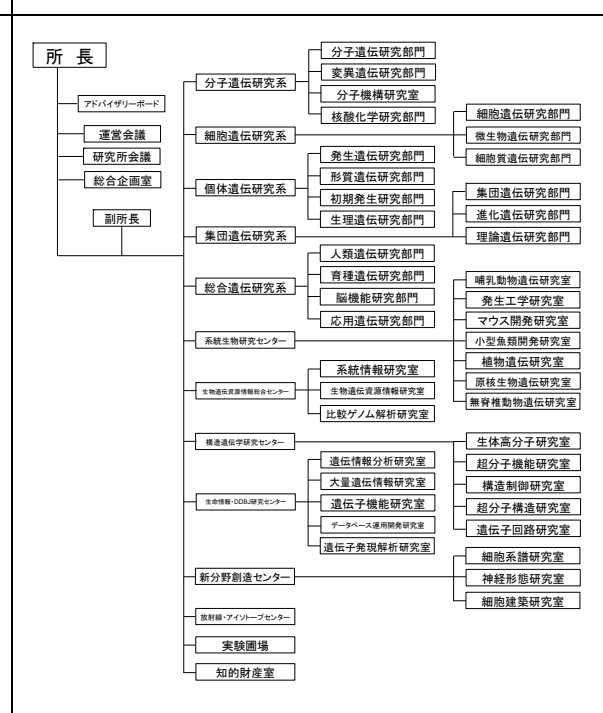 所 長
アドバイザリーボード
運営会議
研究所会議
総合企画室
副所長
分子遺伝研究系
分子遺伝研究部門
変異遺伝研究部門
分子機構研究室
核酸化学研究部門
細胞遺伝研究系
細胞遺伝研究部門
微生物遺伝研究部門
細胞質遺伝研究部門
個体遺伝研究系
発生遺伝研究部門
形質遺伝研究部門
初期発生研究部門
生理遺伝研究部門
集団遺伝研究系
集団遺伝研究部門
進化遺伝研究部門
理論遺伝研究部門
総合遺伝研究系
人類遺伝研究部門
育種遺伝研究部門
脳機能研究部門
応用遺伝研究部門
系統生物研究センター
哺乳動物遺伝研究室
発生工学研究室
マウス開発研究室
小型魚類開発研究室
植物遺伝研究室
原核生物遺伝研究室
無脊椎動物遺伝研究室
生物遺伝資源情報総合センター
系統情報研究室
生物遺伝資源情報研究室
比較ゲノム解析研究室
構造遺伝学研究センター
生体高分子研究室
超分子機能研究室
構造制御研究室
超分子構造研究室
遺伝子回路研究室
生命情報・DDBJ研究センター
遺伝情報分析研究室
大量遺伝情報研究室
遺伝子機能研究室
データベース運用開発研究室
遺伝子発現解析研究室
新分野創造センター
細胞系譜研究室
神経形態研究室
細胞建築研究室
放射線・アイソトープセンター
実験圃場
知的財産室